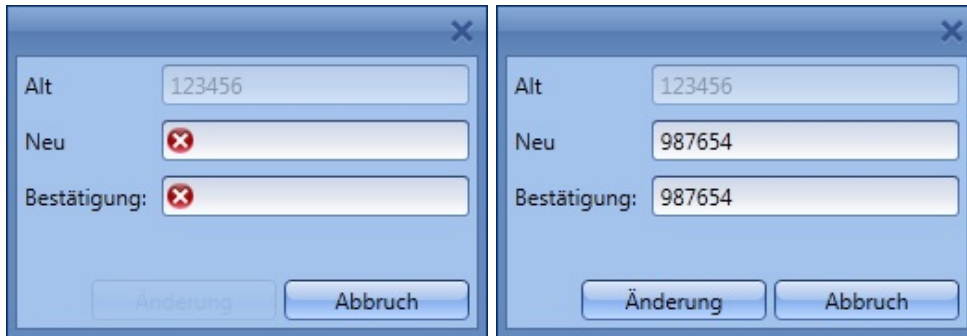 Alt 123456
Neu
Bestätigung:
Änderung Abbruch
Alt 123456
Neu 987654
Bestätigung: 987654
Änderung Abbruch